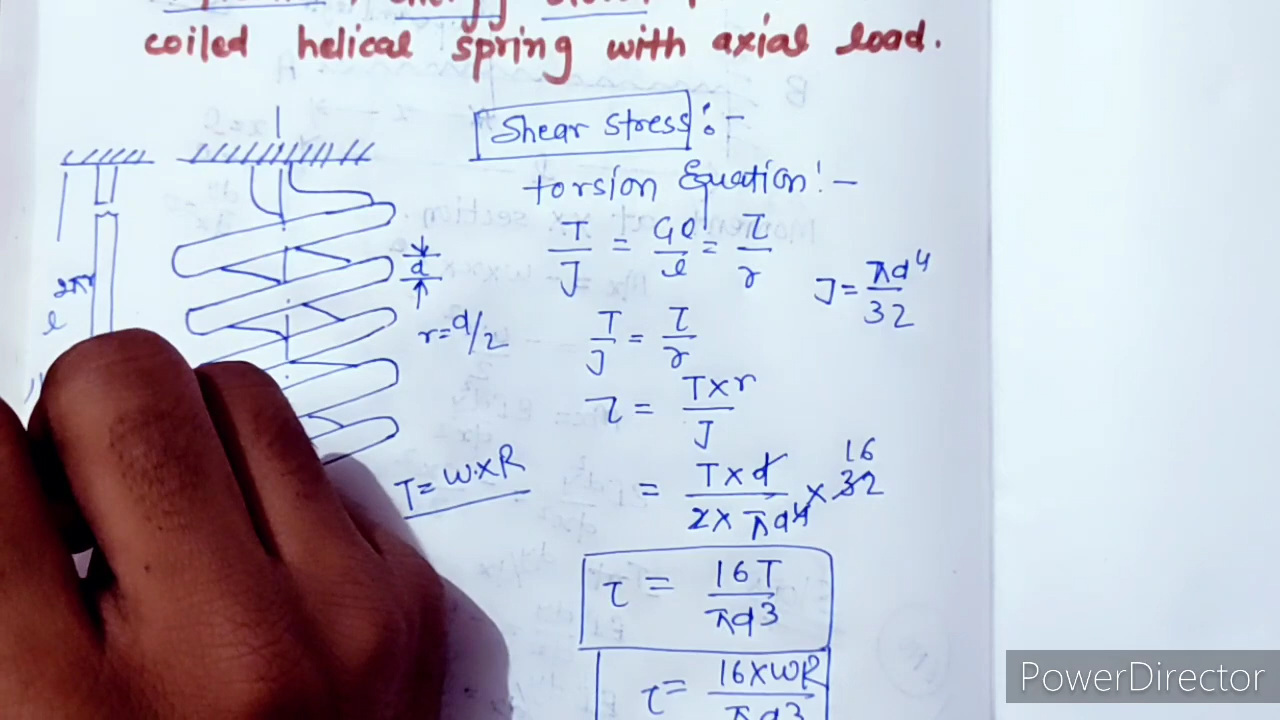 coiled helical spring with axial load.
Shear stress :-
torsion Equation! -
T/J = Gθ/l = τ/r
J = πd⁴/32
d
r = d/2
T/J = τ/r
τ = T×r/J
T = W×R
= T×d/2×πd⁴ × 32
16
τ = 16T/πd³
τ = 16×WR/πd³
l
PowerDirector